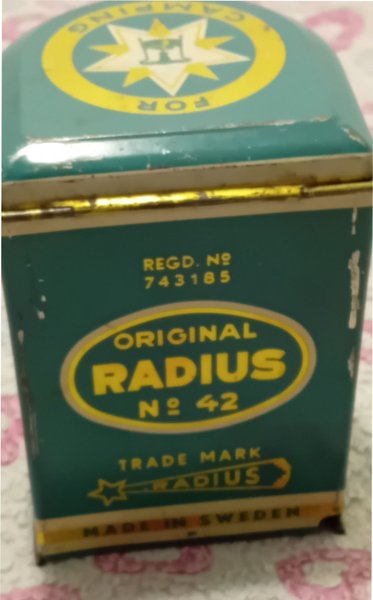 CAMPING
FOR
REGD. Nº
743185
ORIGINAL
RADIUS
Nº 42
TRADE MARK
RADIUS
MADE IN SWEDEN